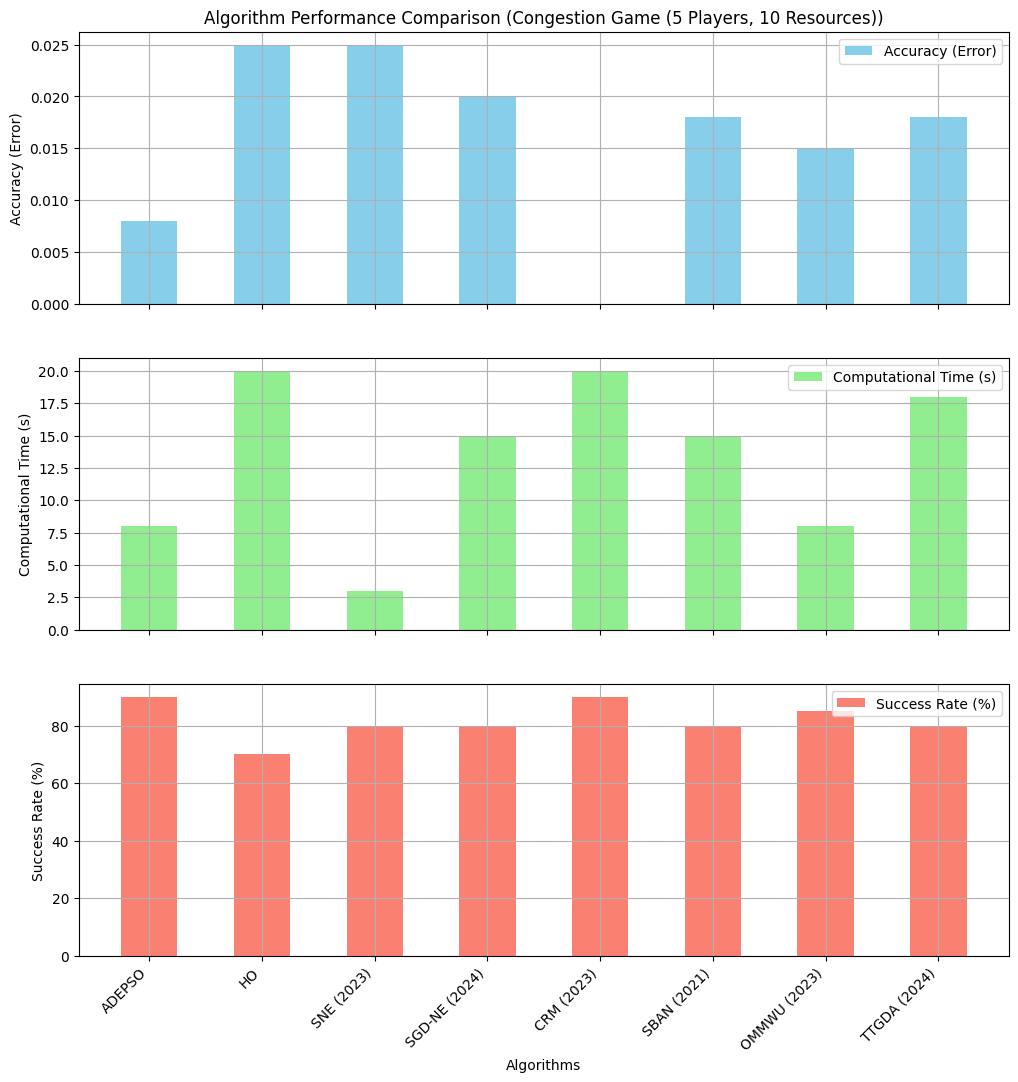 Algorithm Performance Comparison (Congestion Game (5 Players, 10 Resources))
Accuracy (Error)
Accuracy (Error)
0.025
0.020
0.015
0.010
0.005
0.000
Computational Time (s)
Computational Time (s)
20.0
17.5
15.0
12.5
10.0
7.5
5.0
2.5
0.0
Success Rate (%)
Success Rate (%)
80
60
40
20
0
ADEPSO
HO
SNE (2023)
SGD-NE (2024)
CRM (2023)
SBAN (2021)
OMMWU (2023)
TTGDA (2024)
Algorithms